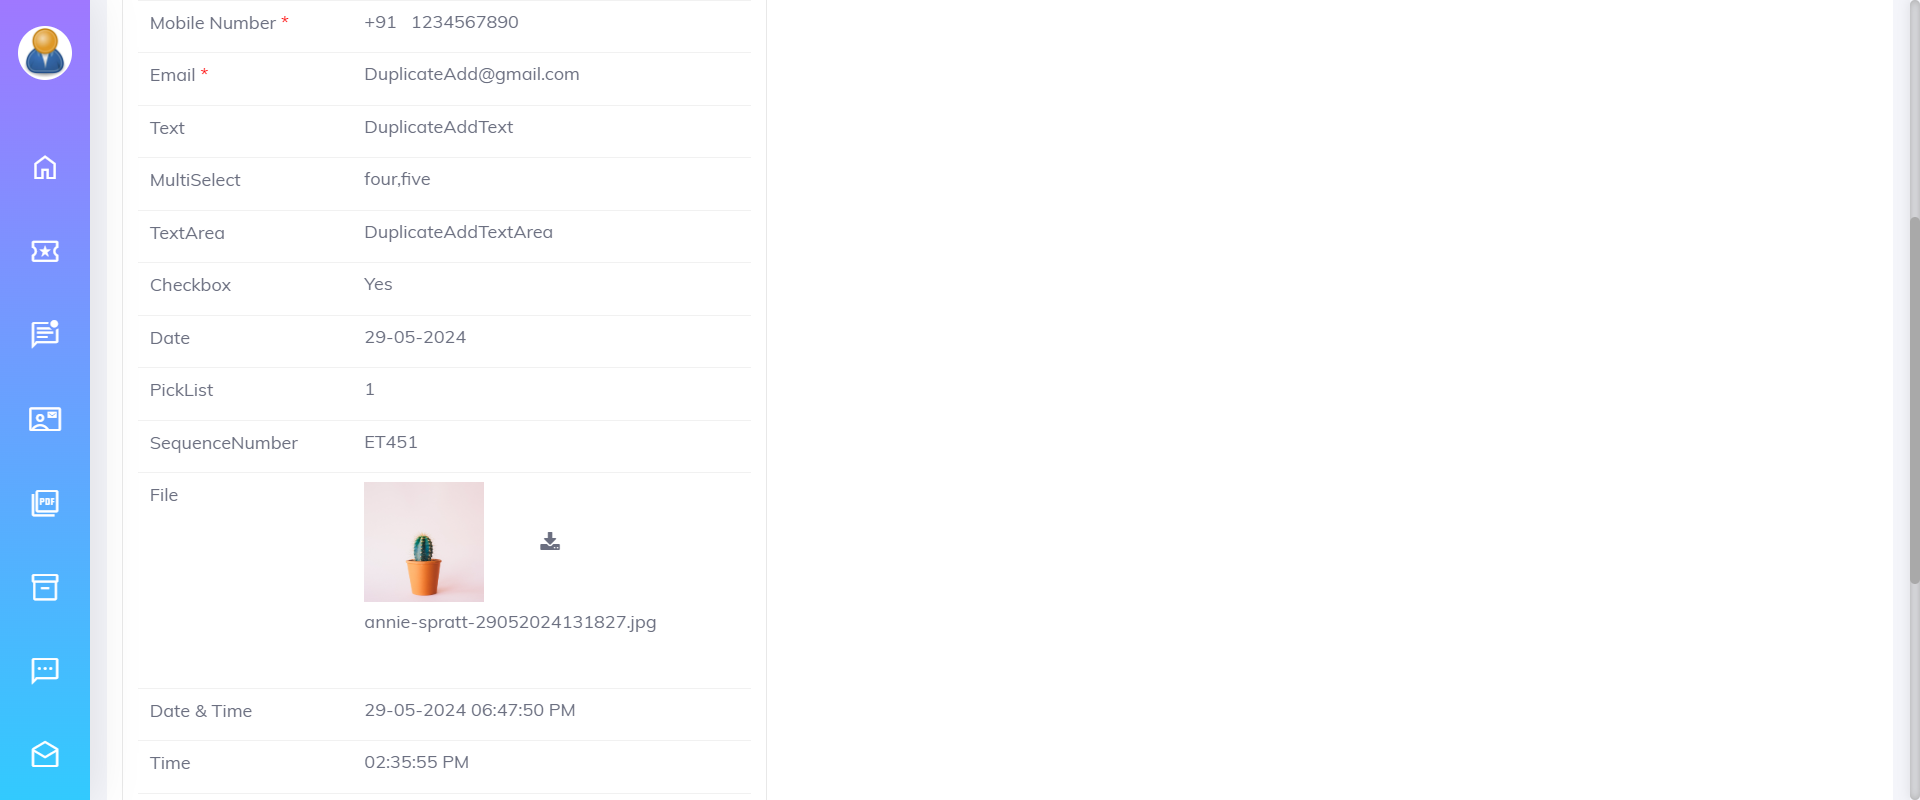 Mobile Number * +91 1234567890
Email * DuplicateAdd@gmail.com
Text DuplicateAddText
MultiSelect four,five
TextArea DuplicateAddTextArea
Checkbox Yes
Date 29-05-2024
PickList 1
SequenceNumber ET451
File
annie-spratt-29052024131827.jpg
Date & Time 29-05-2024 06:47:50 PM
Time 02:35:55 PM
PDF